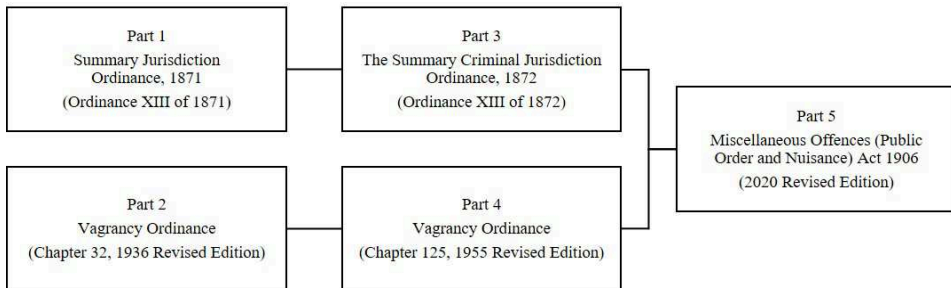 Part 1
Summary Jurisdiction
Ordinance, 1871
(Ordinance XIII of 1871)
Part 3
The Summary Criminal Jurisdiction
Ordinance, 1872
(Ordinance XIII of 1872)
Part 5
Miscellaneous Offences (Public
Order and Nuisance) Act 1906
(2020 Revised Edition)
Part 2
Vagrancy Ordinance
(Chapter 32, 1936 Revised Edition)
Part 4
Vagrancy Ordinance
(Chapter 125, 1955 Revised Edition)